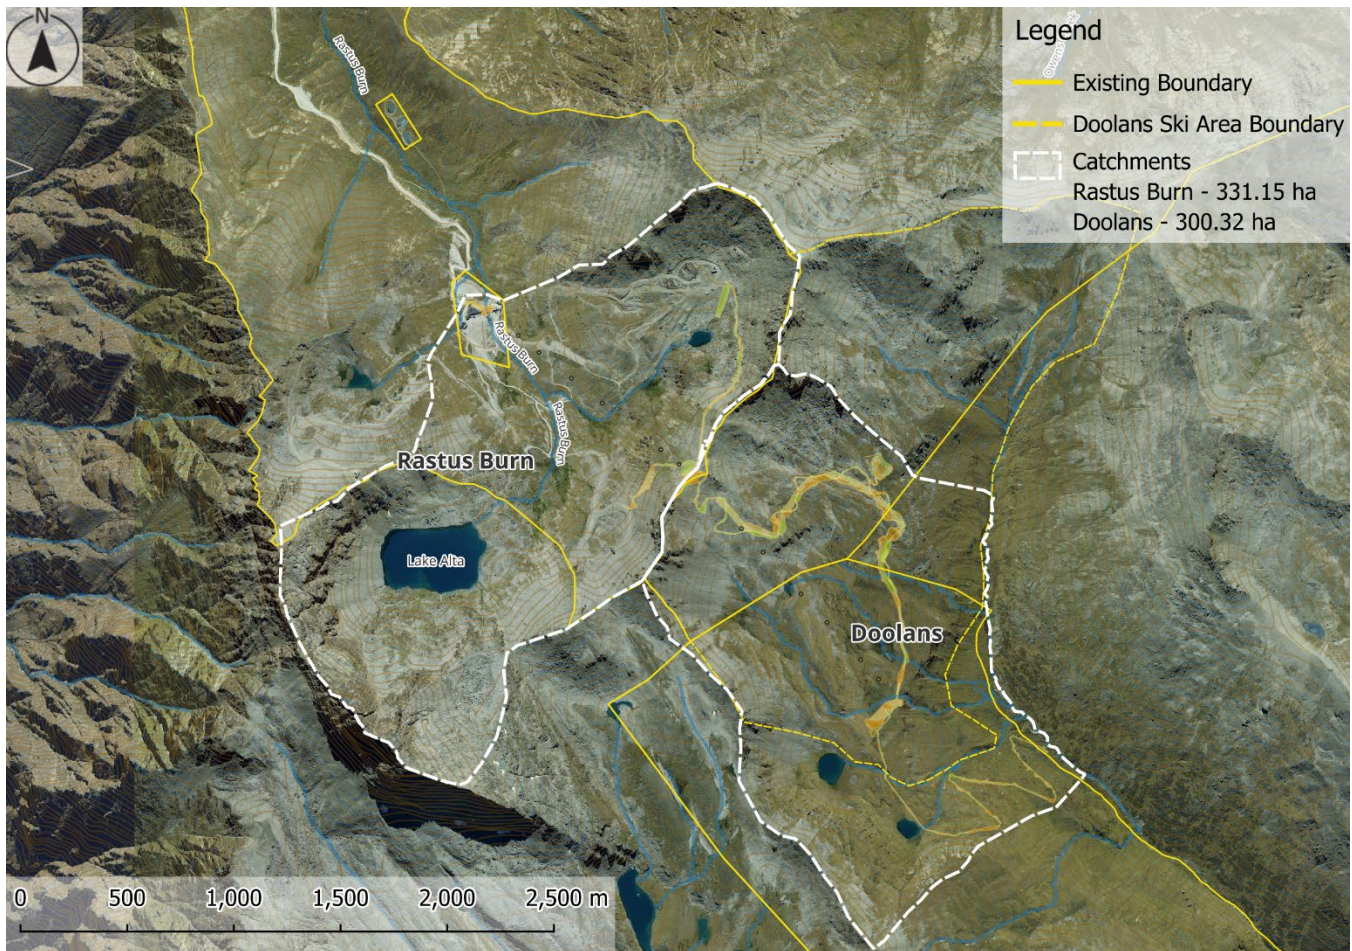 N
Legend
Existing Boundary
Doolans Ski Area Boundary
Catchments
Rastus Burn - 331.15 ha
Doolans - 300.32 ha
Rastus Burn
Owens
Rastus Burn
Rastus Burn
Rastus Burn
Lake Alta
Doolans
0 500 1,000 1,500 2,000 2,500 m